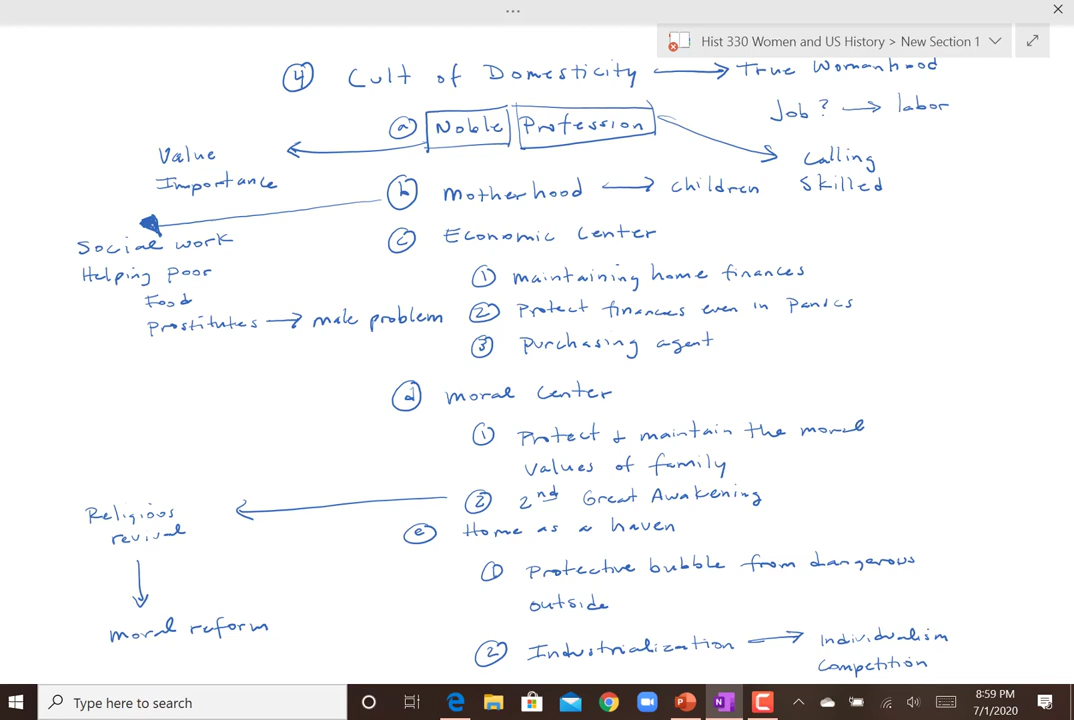 Hist 330 Women and US History > New Section 1
④ Cult of Domesticity ⟷ True Womanhood
Job? → labor
ⓐ Noble Profession
Value
Importance
Calling
Skilled
ⓑ Motherhood ⟷ children
Social work
Helping Poor
Food
Prostitutes → male problem
ⓒ Economic Center
① Maintaining home finances
② Protect finances even in Panics
③ Purchasing agent
ⓓ Moral Center
① Protect + maintain the moral
values of family
② 2nd Great Awakening
Religious
revival
Moral reform
ⓔ Home as a haven
① Protective bubble from dangerous
outside
② Industrialization → Individualism
Competition
Type here to search
8:59 PM
7/1/2020